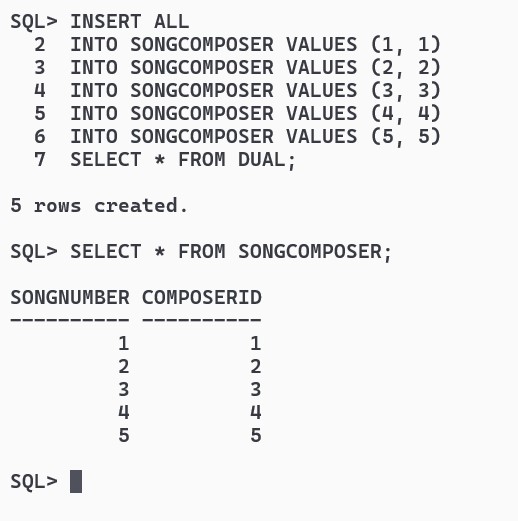 SQL> INSERT ALL
  2  INTO SONGCOMPOSER VALUES (1, 1)
  3  INTO SONGCOMPOSER VALUES (2, 2)
  4  INTO SONGCOMPOSER VALUES (3, 3)
  5  INTO SONGCOMPOSER VALUES (4, 4)
  6  INTO SONGCOMPOSER VALUES (5, 5)
  7  SELECT * FROM DUAL;

5 rows created.

SQL> SELECT * FROM SONGCOMPOSER;

SONGNUMBER COMPOSERID
---------- ----------
         1          1
         2          2
         3          3
         4          4
         5          5

SQL>